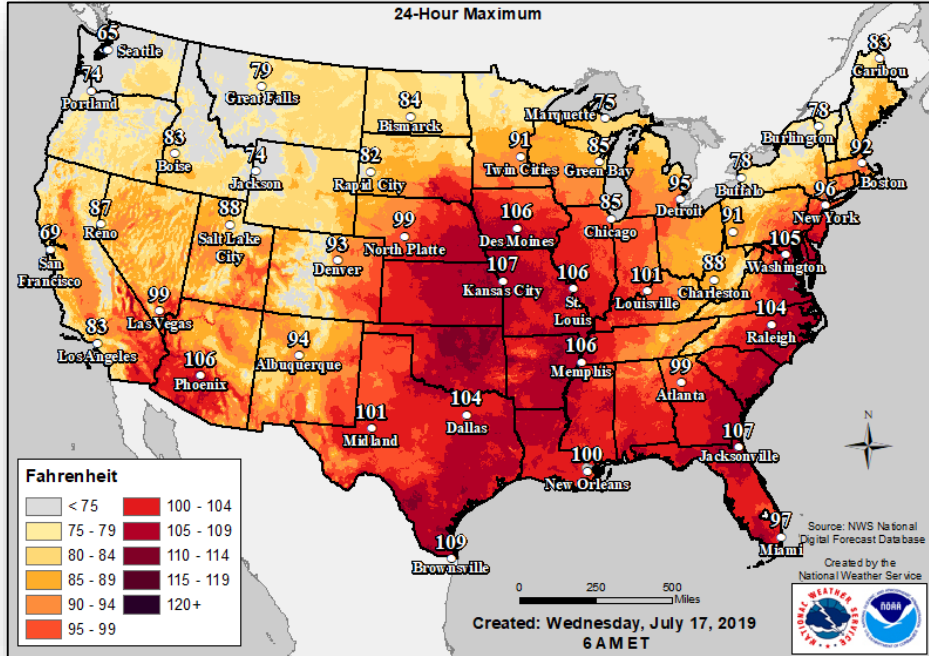 24-Hour Maximum
65
Seattle
74
Portland
79
Great Falls
84
Bismarck
Marquette
75
83
Caribou
78
Burlington
83
Boise
74
Jackson
82
Rapid City
91
Twin Cities
85
Green Bay
95
Detroit
78
Buffalo
92
Boston
87
Reno
69
San
Francisco
88
Salt Lake
City
93
Denver
99
North Platte
106
Des Moines
85
Chicago
91
96
New York
105
Washington
107
Kansas City
106
St.
Louis
101
Louisville
88
Charleston
99
Las Vegas
83
Los Angeles
106
Phoenix
94
Albuquerque
106
Memphis
99
Atlanta
104
Raleigh
101
Midland
104
Dallas
100
New Orleans
107
Jacksonville
97
Miami
109
Brownsville
N
Fahrenheit
< 75
75 - 79
80 - 84
85 - 89
90 - 94
95 - 99
100 - 104
105 - 109
110 - 114
115 - 119
120+
0 250 500
Miles
Created: Wednesday, July 17, 2019
6 AM ET
Source: NWS National
Digital Forecast Database
Created by the
National Weather Service
NATIONAL WEATHER SERVICE
NOAA